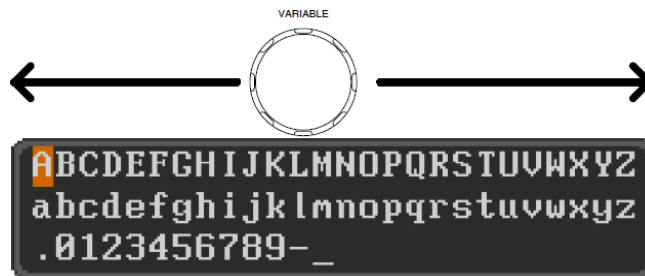 VARIABLE
ABCDEFGHIJKLMNOPQRSTUVWXYZ
abcdefghijklmnopqrstuvwxyz
.0123456789-_